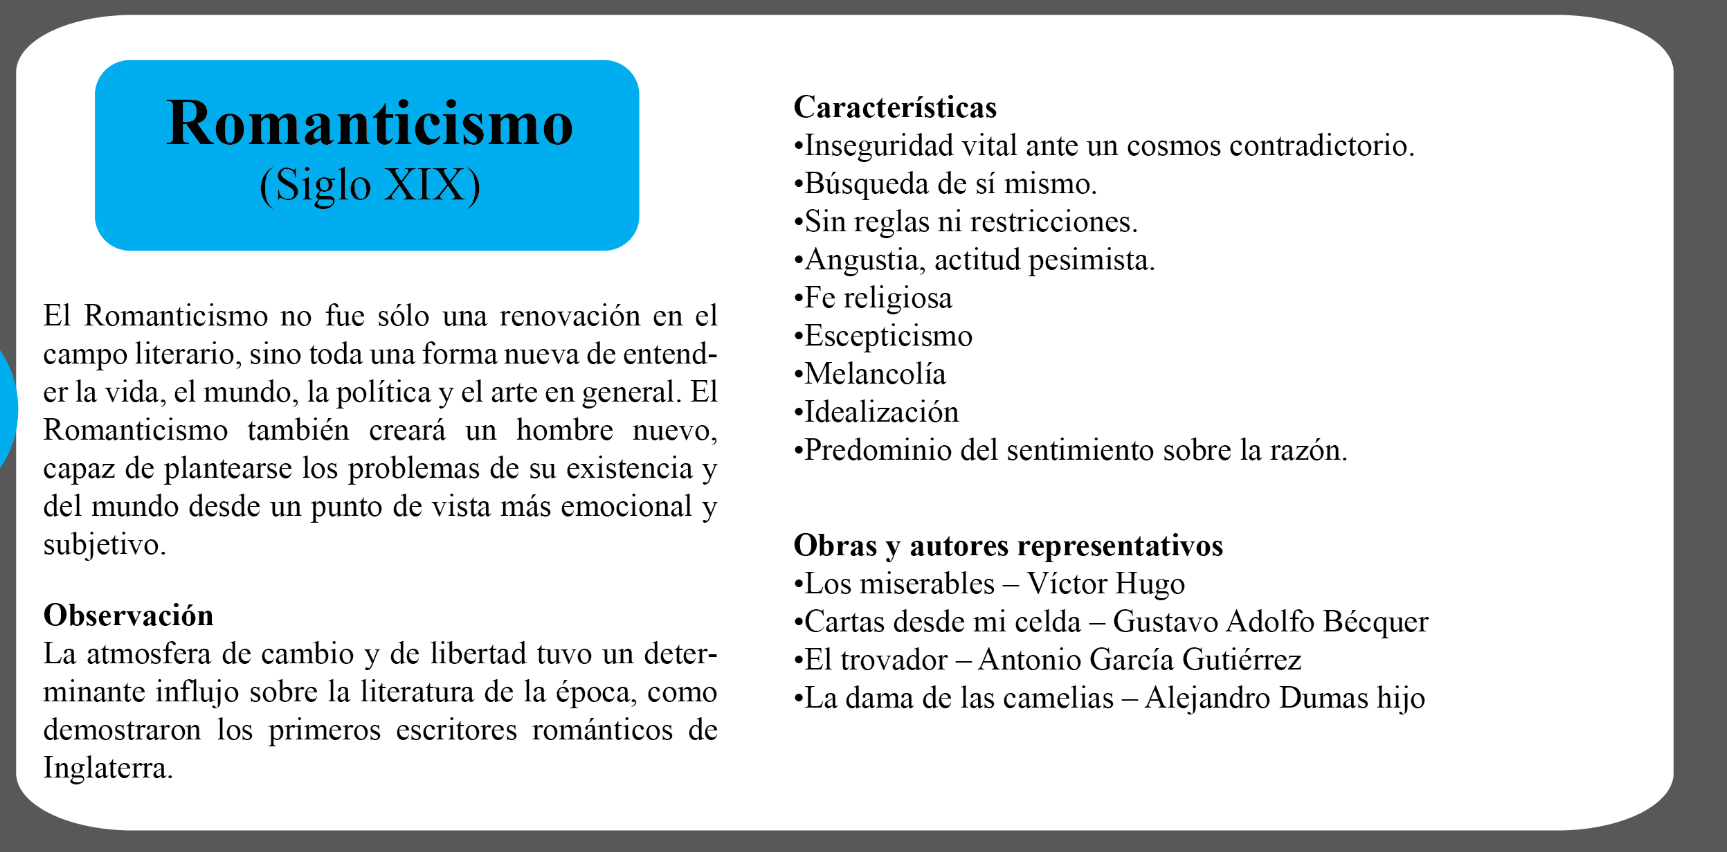 Romanticismo
(Siglo XIX)
El Romanticismo no fue sólo una renovación en el
campo literario, sino toda una forma nueva de entend-
er la vida, el mundo, la política y el arte en general. El
Romanticismo también creará un hombre nuevo,
capaz de plantearse los problemas de su existencia y
del mundo desde un punto de vista más emocional y
subjetivo.
Observación
La atmosfera de cambio y de libertad tuvo un deter-
minante influjo sobre la literatura de la época, como
demostraron los primeros escritores románticos de
Inglaterra.
Características
•Inseguridad vital ante un cosmos contradictorio.
•Búsqueda de sí mismo.
•Sin reglas ni restricciones.
•Angustia, actitud pesimista.
•Fe religiosa
•Escepticismo
•Melancolía
•Idealización
•Predominio del sentimiento sobre la razón.
Obras y autores representativos
•Los miserables – Víctor Hugo
•Cartas desde mi celda – Gustavo Adolfo Bécquer
•El trovador – Antonio García Gutiérrez
•La dama de las camelias – Alejandro Dumas hijo